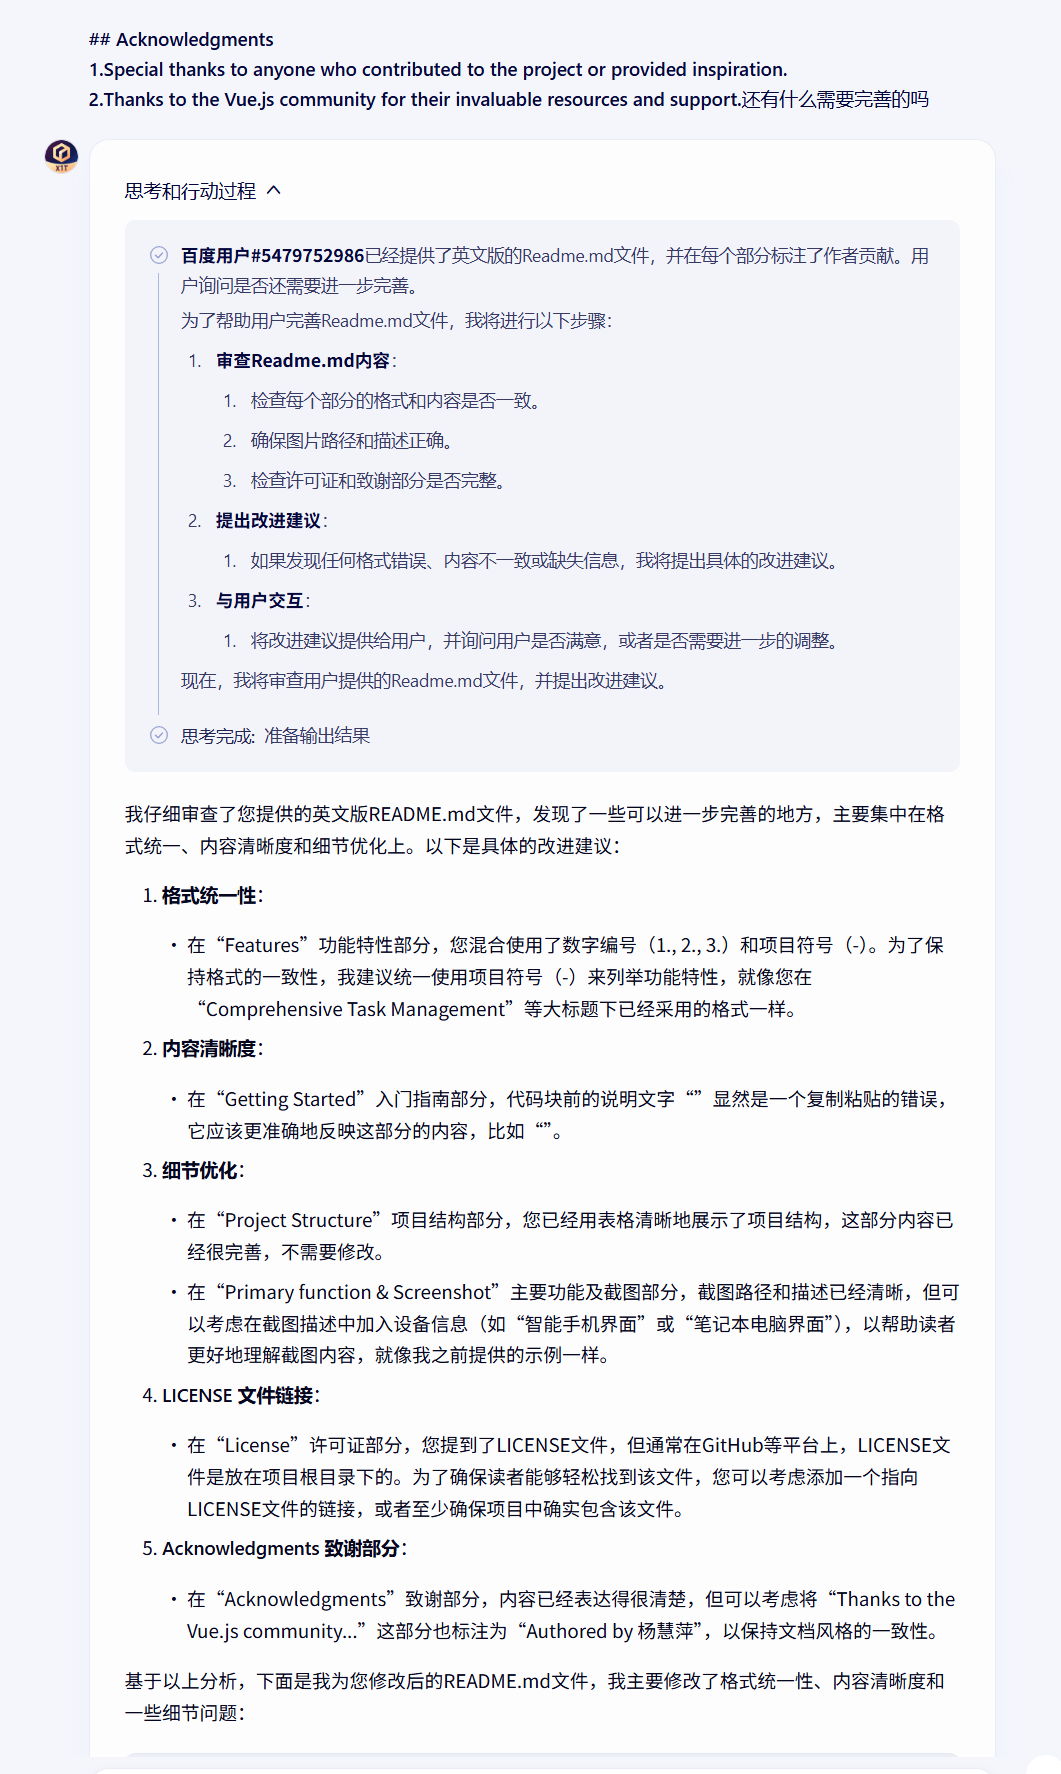 ## Acknowledgments
1.Special thanks to anyone who contributed to the project or provided inspiration.
2.Thanks to the Vue.js community for their invaluable resources and support.还有什么需要完善的吗
X1T
思考和行动过程
百度用户#5479752986已经提供了英文版的Readme.md文件，并在每个部分标注了作者贡献。用
户询问是否还需要进一步完善。
为了帮助用户完善Readme.md文件，我将进行以下步骤：
1. 审查Readme.md内容：
1. 检查每个部分的格式和内容是否一致。
2. 确保图片路径和描述正确。
3. 检查许可证和致谢部分是否完整。
2. 提出改进建议：
1. 如果发现任何格式错误、内容不一致或缺失信息，我将提出具体的改进建议。
3. 与用户交互：
1. 将改进建议提供给用户，并询问用户是否满意，或者是否需要进一步的调整。
现在，我将审查用户提供的Readme.md文件，并提出改进建议。
思考完成: 准备输出结果
我仔细审查了您提供的英文版README.md文件，发现了一些可以进一步完善的地方，主要集中在格
式统一、内容清晰度和细节优化上。以下是具体的改进建议：
1. 格式统一性：
• 在“Features”功能特性部分，您混合使用了数字编号（1., 2., 3.）和项目符号（-）。为了保
持格式的一致性，我建议统一使用项目符号（-）来列举功能特性，就像您在
“Comprehensive Task Management”等大标题下已经采用的格式一样。
2. 内容清晰度：
• 在“Getting Started”入门指南部分，代码块前的说明文字“”显然是一个复制粘贴的错误，
它应该更准确地反映这部分的内容，比如“”。
3. 细节优化：
• 在“Project Structure”项目结构部分，您已经用表格清晰地展示了项目结构，这部分内容已
经很完善，不需要修改。
• 在“Primary function & Screenshot”主要功能及截图部分，截图路径和描述已经清晰，但可
以考虑在截图描述中加入设备信息（如“智能手机界面”或“笔记本电脑界面”），以帮助读者
更好地理解截图内容，就像我之前提供的示例一样。
4. LICENSE 文件链接：
• 在“License”许可证部分，您提到了LICENSE文件，但通常在GitHub等平台上，LICENSE文
件是放在项目根目录下的。为了确保读者能够轻松找到该文件，您可以考虑添加一个指向
LICENSE文件的链接，或者至少确保项目中确实包含该文件。
5. Acknowledgments 致谢部分：
• 在“Acknowledgments”致谢部分，内容已经表达得很清楚，但可以考虑将“Thanks to the
Vue.js community...”这部分也标注为“Authored by 杨慧萍”，以保持文档风格的一致性。
基于以上分析，下面是我为您修改后的README.md文件，我主要修改了格式统一性、内容清晰度和
一些细节问题：